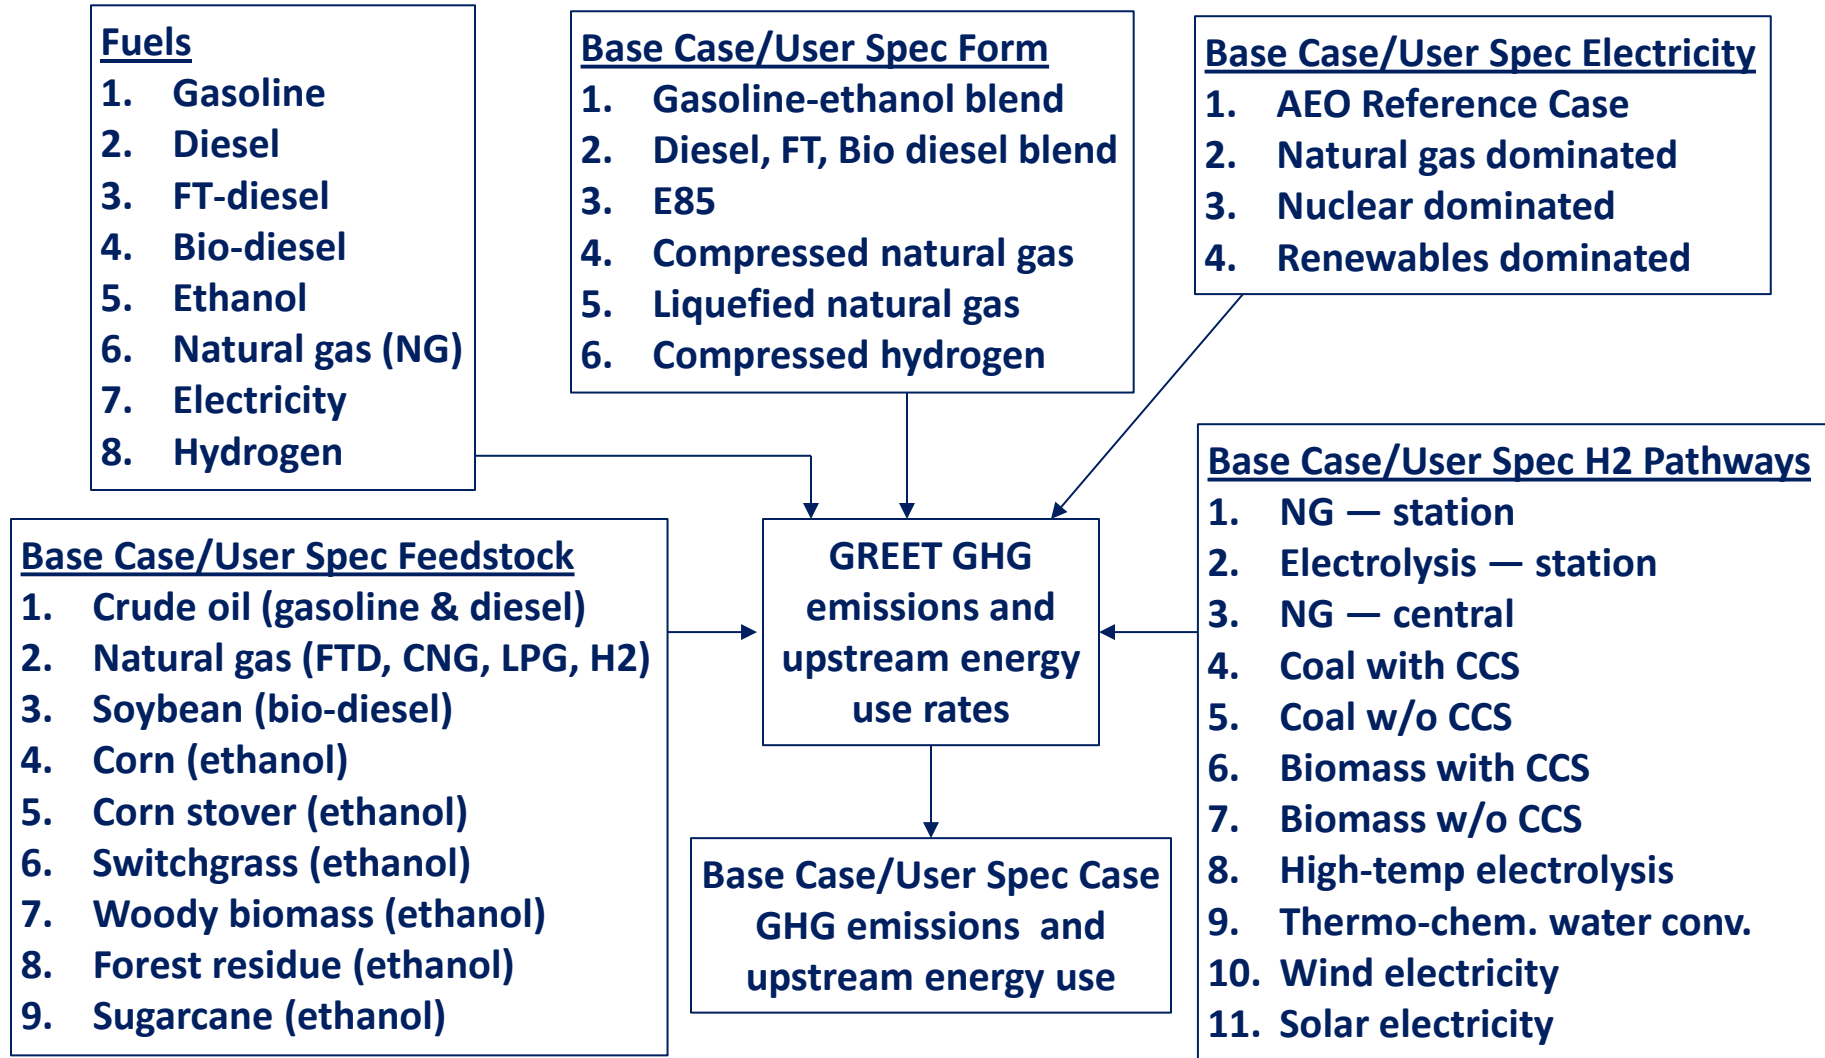 Fuels
1. Gasoline
2. Diesel
3. FT-diesel
4. Bio-diesel
5. Ethanol
6. Natural gas (NG)
7. Electricity
8. Hydrogen
Base Case/User Spec Form
1. Gasoline-ethanol blend
2. Diesel, FT, Bio diesel blend
3. E85
4. Compressed natural gas
5. Liquefied natural gas
6. Compressed hydrogen
Base Case/User Spec Electricity
1. AEO Reference Case
2. Natural gas dominated
3. Nuclear dominated
4. Renewables dominated
Base Case/User Spec Feedstock
1. Crude oil (gasoline & diesel)
2. Natural gas (FTD, CNG, LPG, H2)
3. Soybean (bio-diesel)
4. Corn (ethanol)
5. Corn stover (ethanol)
6. Switchgrass (ethanol)
7. Woody biomass (ethanol)
8. Forest residue (ethanol)
9. Sugarcane (ethanol)
GREET GHG
emissions and
upstream energy
use rates
Base Case/User Spec Case
GHG emissions and
upstream energy use
Base Case/User Spec H2 Pathways
1. NG — station
2. Electrolysis — station
3. NG — central
4. Coal with CCS
5. Coal w/o CCS
6. Biomass with CCS
7. Biomass w/o CCS
8. High-temp electrolysis
9. Thermo-chem. water conv.
10. Wind electricity
11. Solar electricity